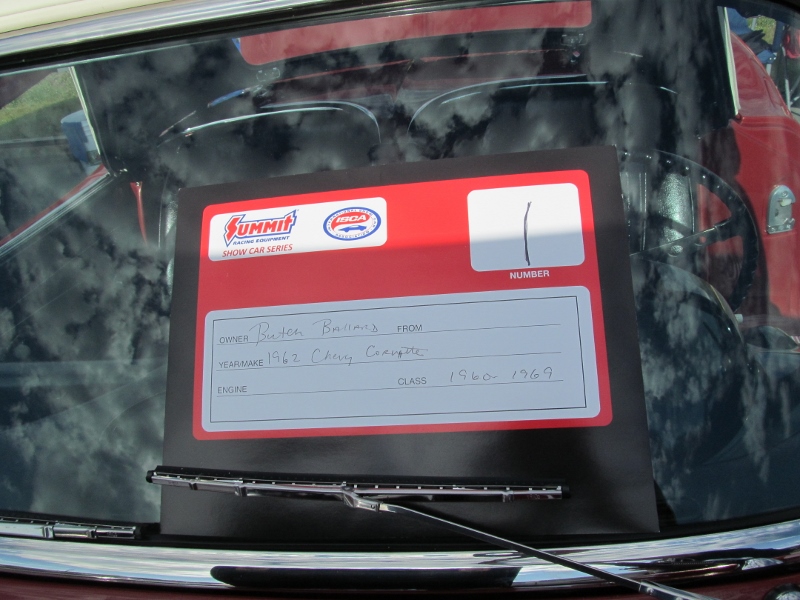 Summit
RACING EQUIPMENT
SHOW CAR SERIES
ISCA
1
NUMBER
OWNER Butch Ballard FROM
YEAR/MAKE 1962 Chevy Corvette
ENGINE CLASS 1960-1969